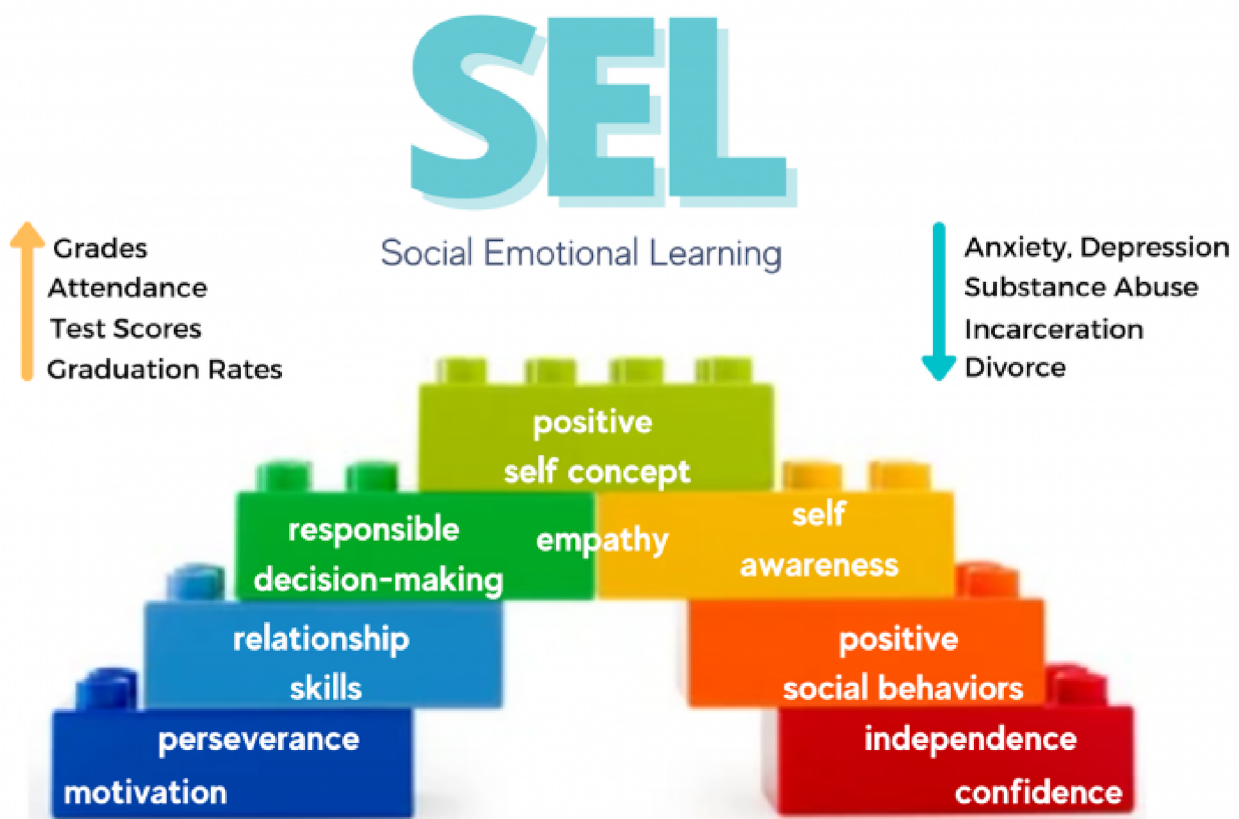 SEL
Social Emotional Learning
Grades
Attendance
Test Scores
Graduation Rates
Anxiety, Depression
Substance Abuse
Incarceration
Divorce
positive
self concept
responsible
decision-making
empathy
self
awareness
relationship
skills
positive
social behaviors
perseverance
motivation
independence
confidence